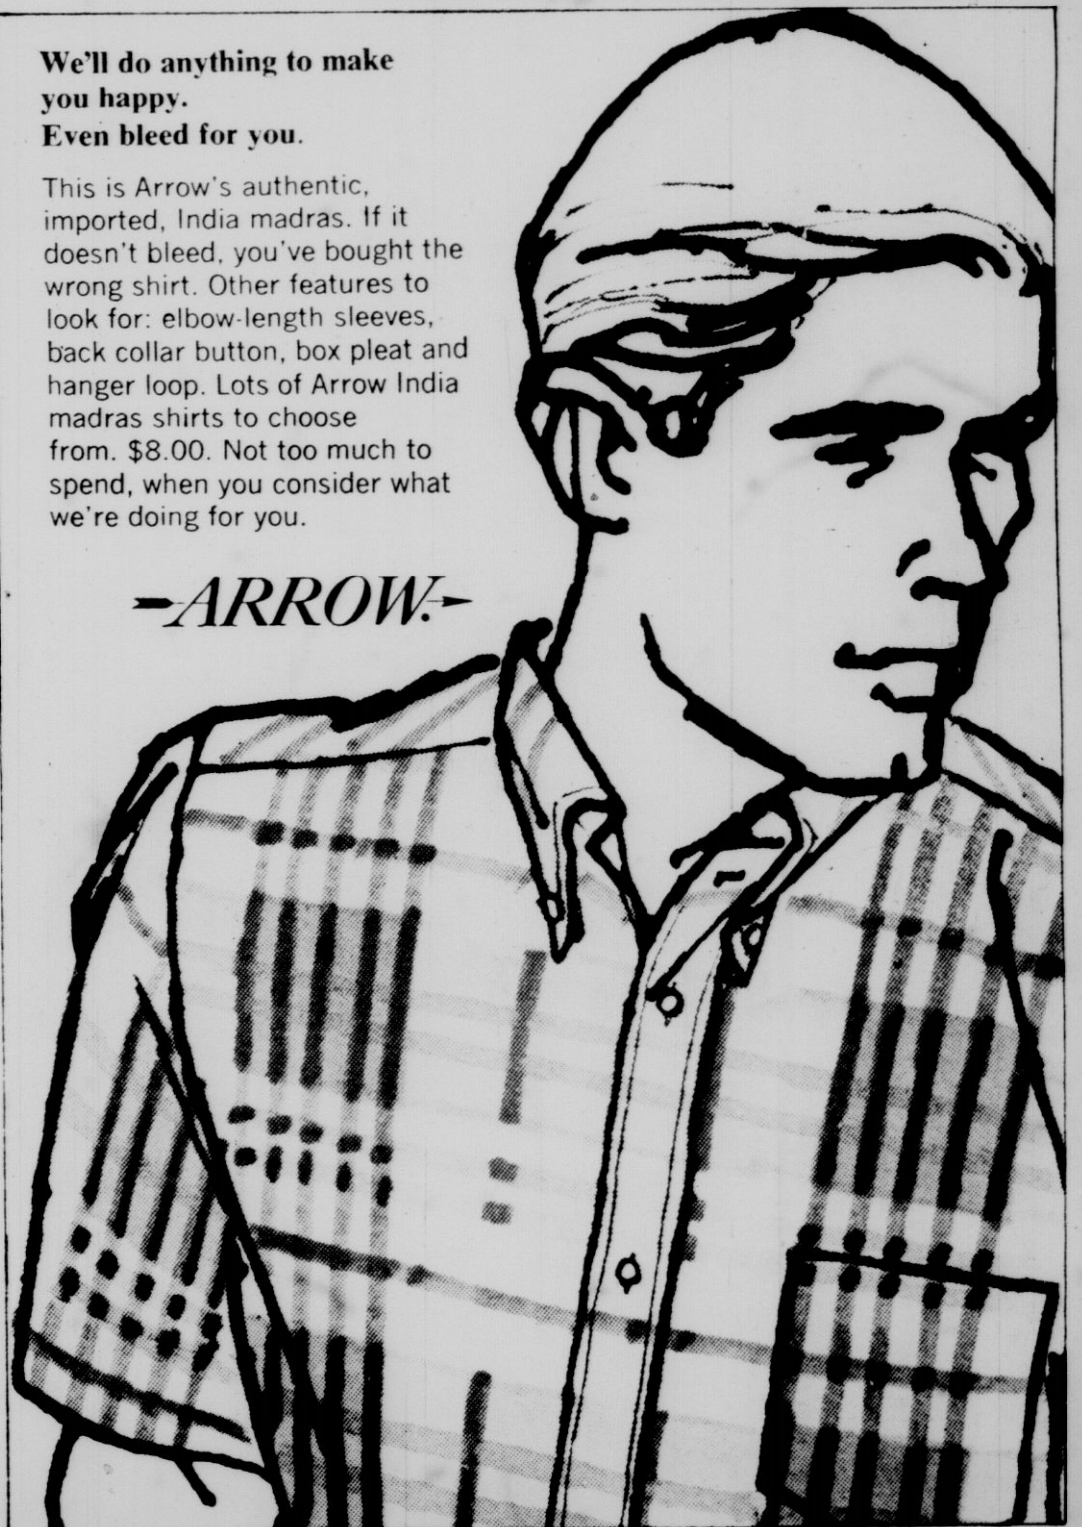 We'll do anything to make
you happy.
Even bleed for you.
This is Arrow's authentic,
imported, India madras. If it
doesn't bleed, you've bought the
wrong shirt. Other features to
look for: elbow-length sleeves,
back collar button, box pleat and
hanger loop. Lots of Arrow India
madras shirts to choose
from. $8.00. Not too much to
spend, when you consider what
we're doing for you.
ARROW.